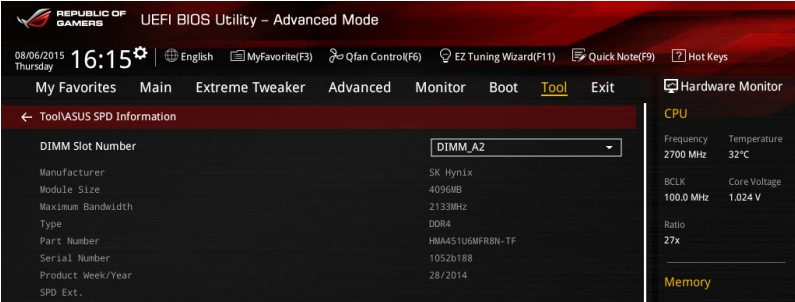 REPUBLIC OF GAMERS UEFI BIOS Utility – Advanced Mode
08/06/2015 Thursday 16:15 English MyFavorite(F3) Qfan Control(F6) EZ Tuning Wizard(F11) Quick Note(F9) ? Hot Keys
My Favorites Main Extreme Tweaker Advanced Monitor Boot Tool Exit
← Tool\ASUS SPD Information
DIMM Slot Number DIMM_A2
Manufacturer SK Hynix
Module Size 4096MB
Maximum Bandwidth 2133MHz
Type DDR4
Part Number HMA451U6MFR8N-TF
Serial Number 1052b188
Product Week/Year 28/2014
SPD Ext.
Hardware Monitor
CPU
Frequency Temperature
2700 MHz 32°C
BCLK Core Voltage
100.0 MHz 1.024 V
Ratio
27x
Memory